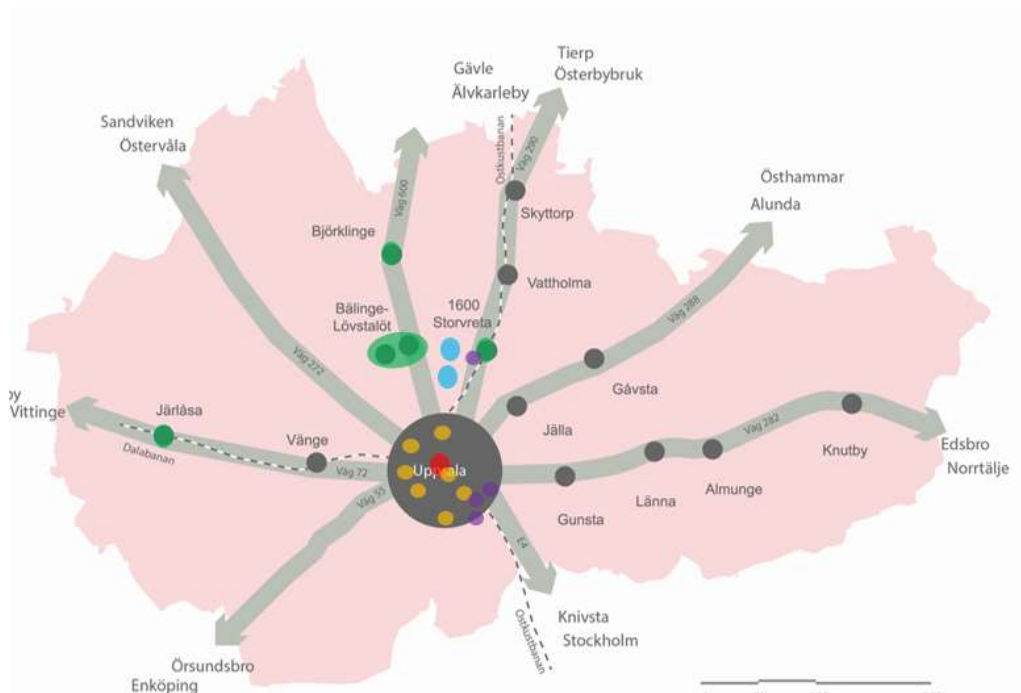 Tierp
Österbybruk
Gävle
Älvkarleby
Sandviken
Östervåla
Ostkustbanan
Väg 290
Östhammar
Alunda
Väg 600
Skyttorp
Björklinge
Vattholma
Bälinge-
Lövstalöt
1600
Storvreta
Väg 288
Väg 272
Gåvsta
by
Vittinge
Järlåsa
Jälla
Väg 282
Knutby
Edsbro
Norrtälje
Dalabanan
Vänge
Väg 72
Uppsala
Länna
Almunge
Gunsta
Väg 55
E4
Knivsta
Stockholm
Ostkustbanan
Örsundsbro
Enköping